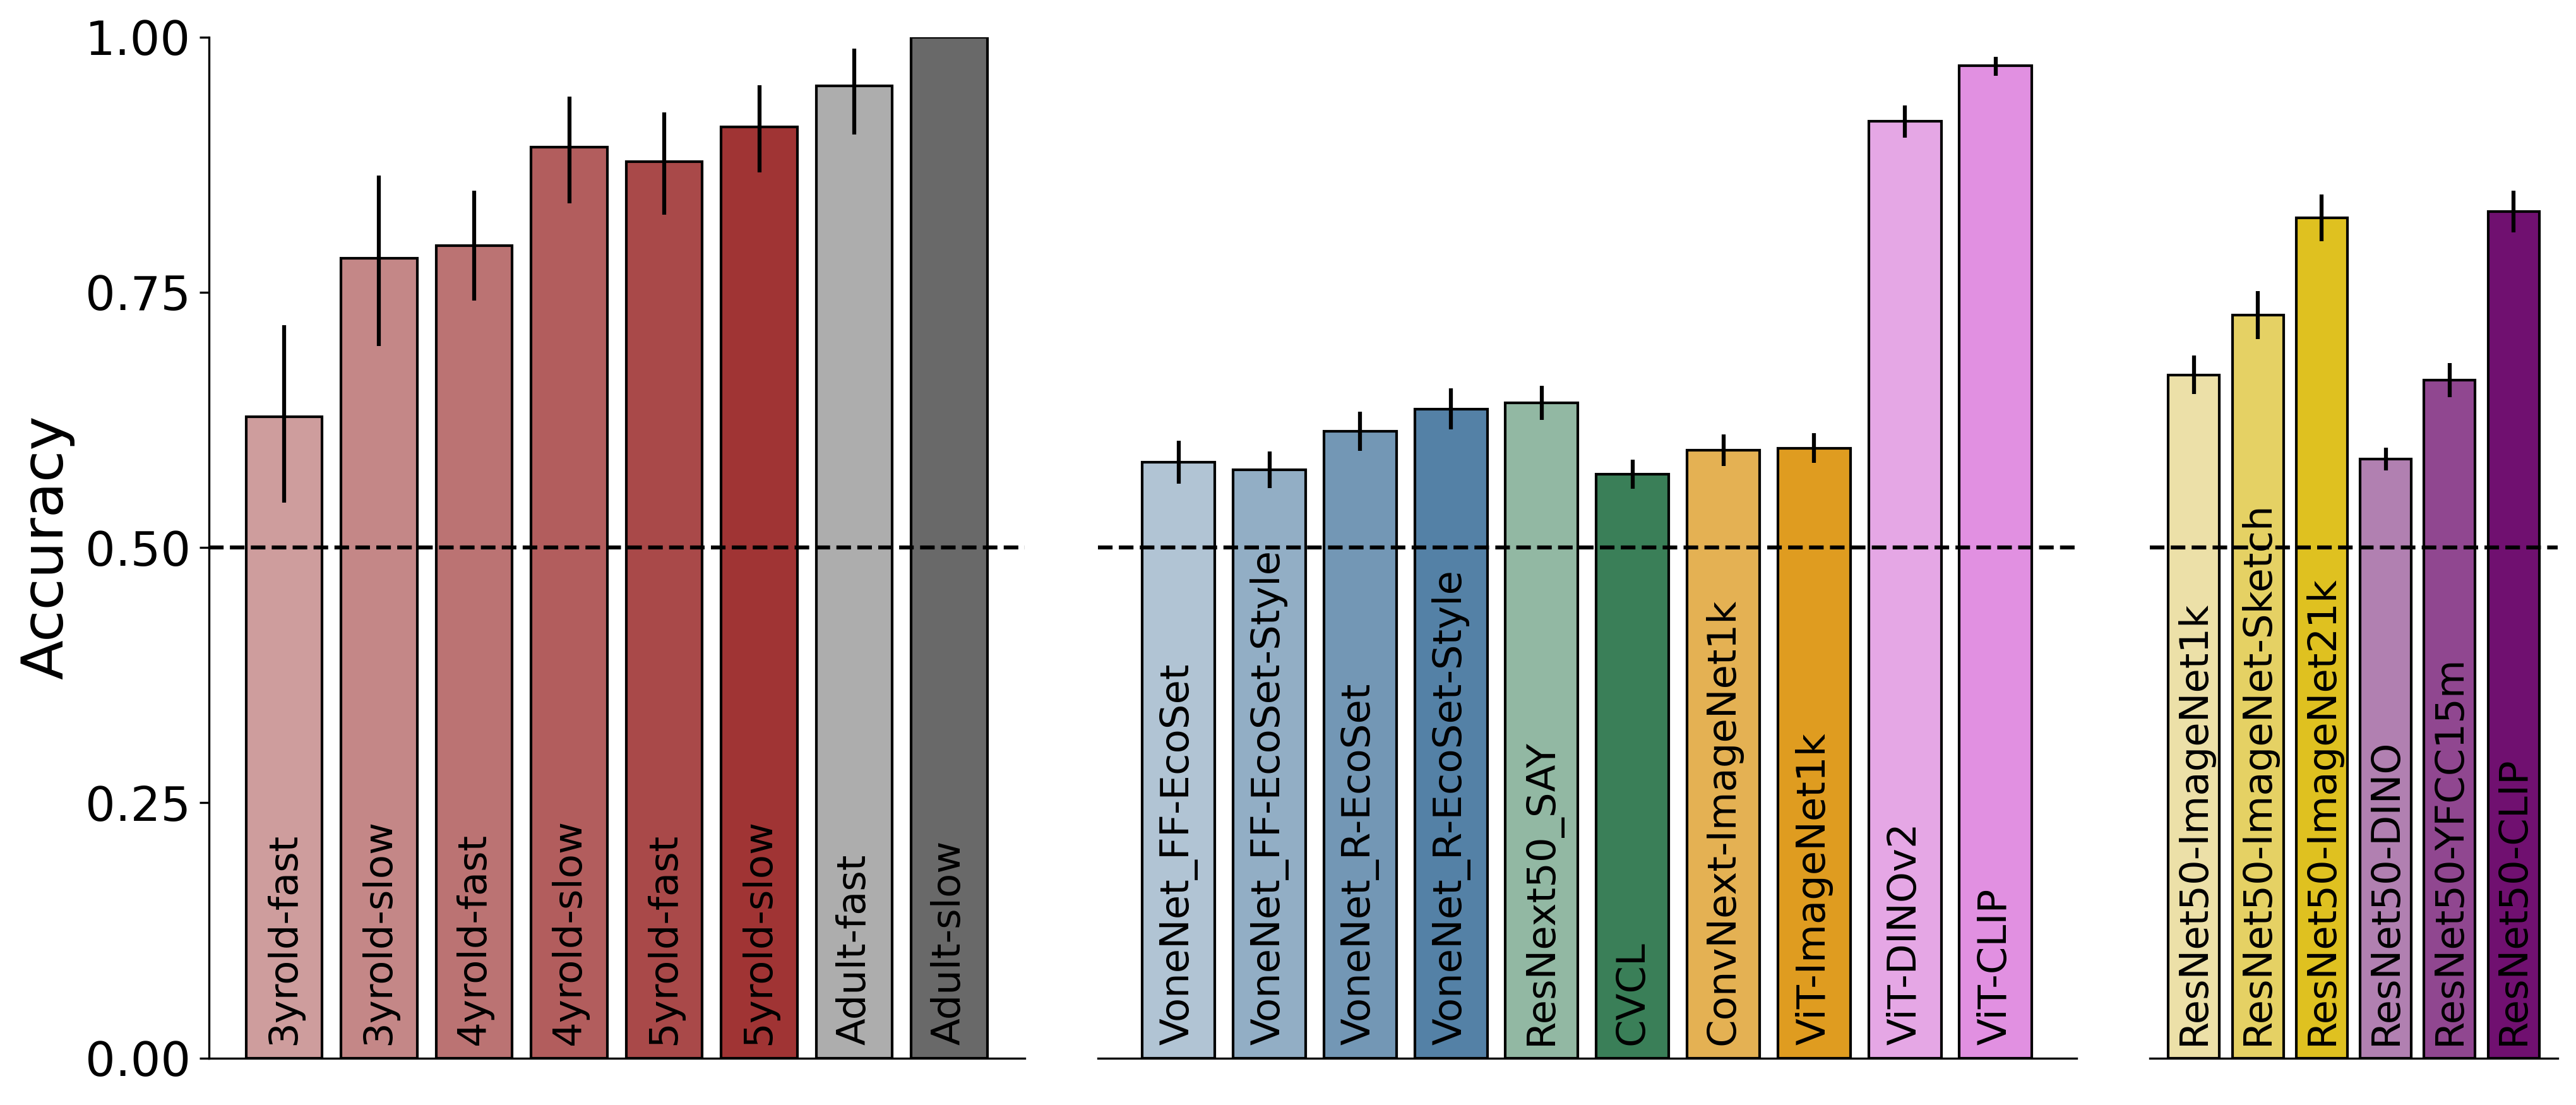 Accuracy
1.00
0.75
0.50
0.25
0.00
3yrold-fast
3yrold-slow
4yrold-fast
4yrold-slow
5yrold-fast
5yrold-slow
Adult-fast
Adult-slow
VoneNet_FF-EcoSet
VoneNet_FF-EcoSet-Style
VoneNet_R-EcoSet
VoneNet_R-EcoSet-Style
ResNext50_SAY
CVCL
ConvNext-ImageNet1k
ViT-ImageNet1k
ViT-DINOv2
ViT-CLIP
ResNet50-ImageNet1k
ResNet50-ImageNet-Sketch
ResNet50-ImageNet21k
ResNet50-DINO
ResNet50-YFCC15m
ResNet50-CLIP